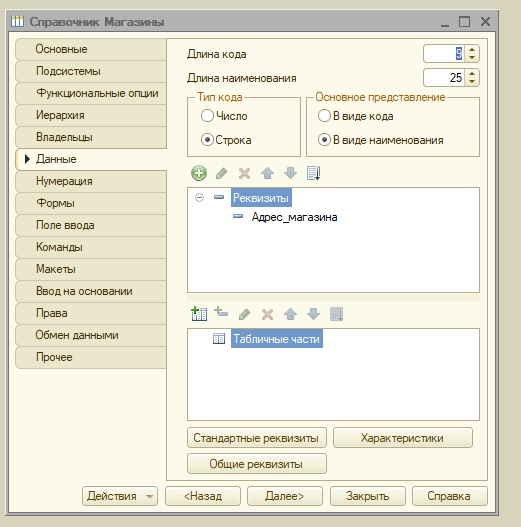 Справочник Магазины
Основные
Подсистемы
Функциональные опции
Иерархия
Владельцы
Данные
Нумерация
Формы
Поле ввода
Команды
Макеты
Ввод на основании
Права
Обмен данными
Прочее
Длина кода 9
Длина наименования 25
Тип кода
Число
Строка
Основное представление
В виде кода
В виде наименования
Реквизиты
Адрес_магазина
Табличные части
Стандартные реквизиты Характеристики
Общие реквизиты
Действия <Назад Далее> Закрыть Справка